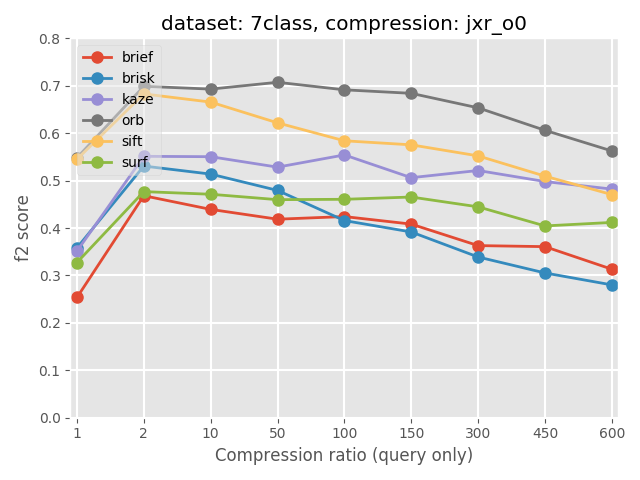 dataset: 7class, compression: jxr_o0
0.8
0.7
0.6
0.5
0.4
0.3
0.2
0.1
0.0
f2 score
brief
brisk
kaze
orb
sift
surf
1 2 10 50 100 150 300 450 600
Compression ratio (query only)